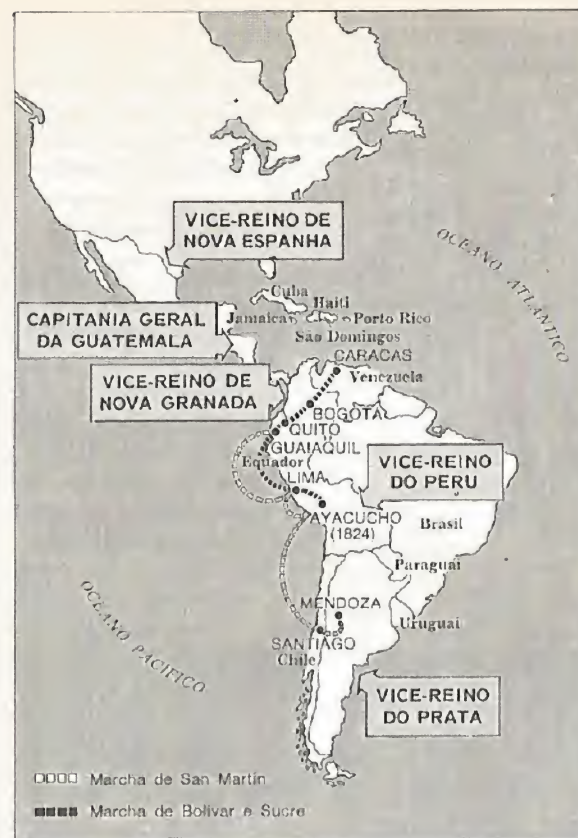 VICE-REINO DE
NOVA ESPANHA
OCEANO ATLÂNTICO
Cuba
Haiti
CAPITANIA GERAL
DA GUATEMALA
Jamaica
Porto Rico
São Domingos
CARACAS
VICE-REINO DE
NOVA GRANADA
Venezuela
BOGOTÁ
QUITO
GUAIAQUIL
Equador
VICE-REINO
DO PERU
LIMA
AYACUCHO
(1824)
Brasil
Paraguai
OCEANO PACÍFICO
MENDOZA
Uruguai
SANTIAGO
Chile
VICE-REINO
DO PRATA
Marcha de San Martin
Marcha de Bolivar e Sucre